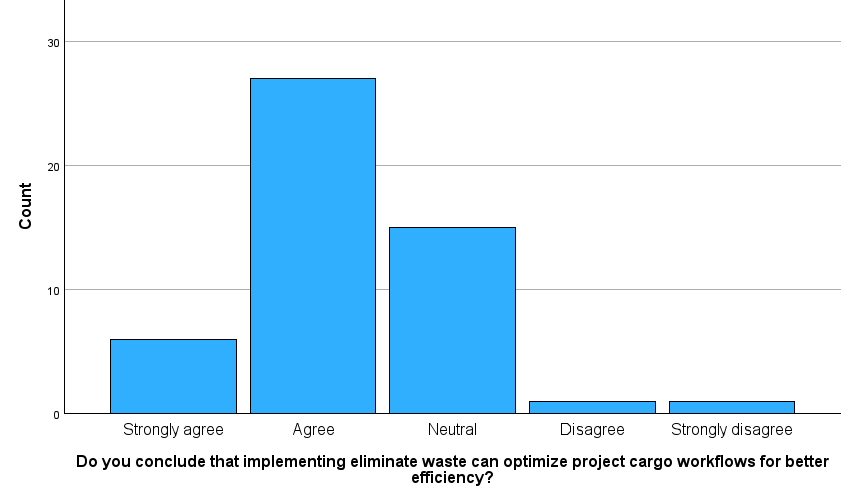 30
20
10
0
Count
Strongly agree
Agree
Neutral
Disagree
Strongly disagree
Do you conclude that implementing eliminate waste can optimize project cargo workflows for better
efficiency?